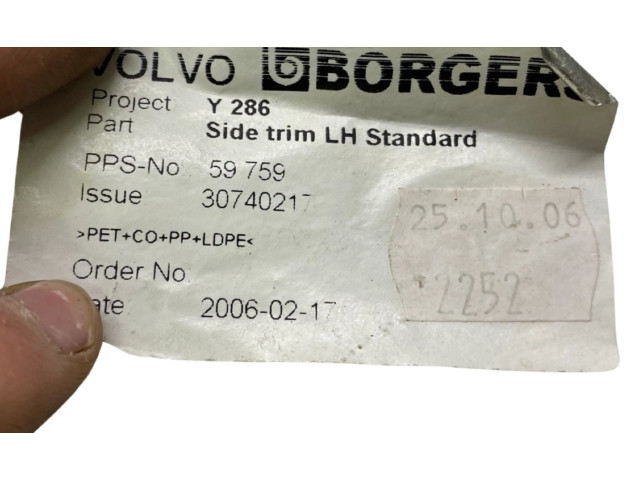 VOLVO BORGERS
Project Y 286
Part Side trim LH Standard
PPS-No 59 759
Issue 30740217
>PET+CO+PP+LDPE<
Order No
Date 2006-02-17
25.10.06
2252